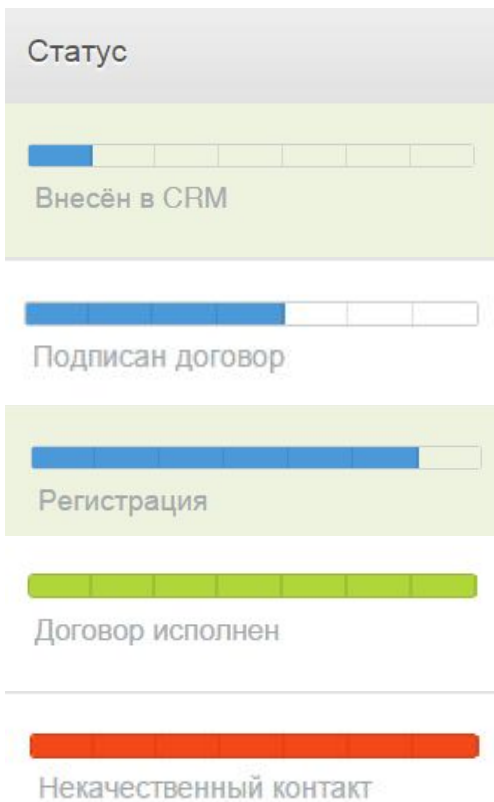 Статус
Внесён в CRM
Подписан договор
Регистрация
Договор исполнен
Некачественный контакт